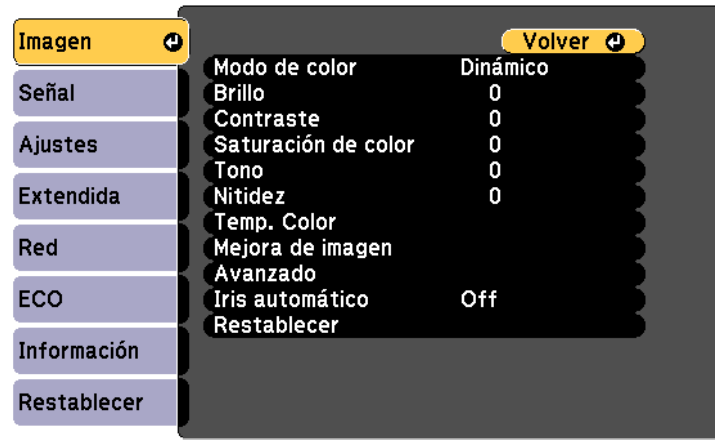 Imagen
Señal
Ajustes
Extendida
Red
ECO
Información
Restablecer
Volver
Modo de color Dinámico
Brillo 0
Contraste 0
Saturación de color 0
Tono 0
Nitidez 0
Temp. Color
Mejora de imagen
Avanzado
Iris automático Off
Restablecer